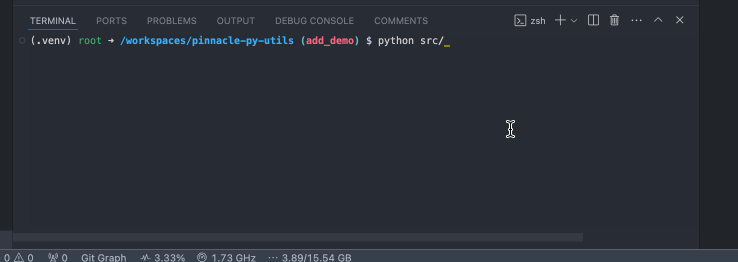 TERMINAL PORTS PROBLEMS OUTPUT DEBUG CONSOLE COMMENTS zsh
(.venv) root ➜ /workspaces/pinnacle-py-utils (add_demo) $ python src/_
0 0 0 Git Graph 3.33% 1.73 GHz ··· 3.89/15.54 GB